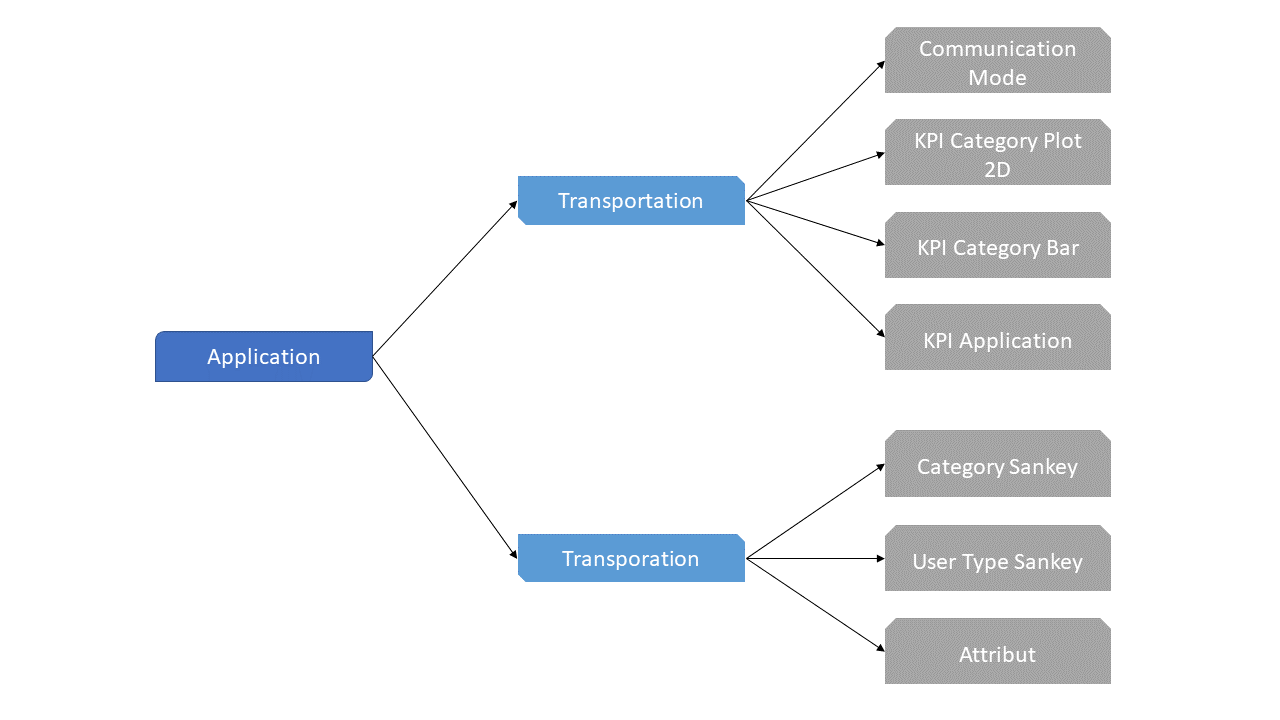 Communication
Mode
KPI Category Plot
2D
Transportation
KPI Category Bar
KPI Application
Application
Category Sankey
Transporation
User Type Sankey
Attribut